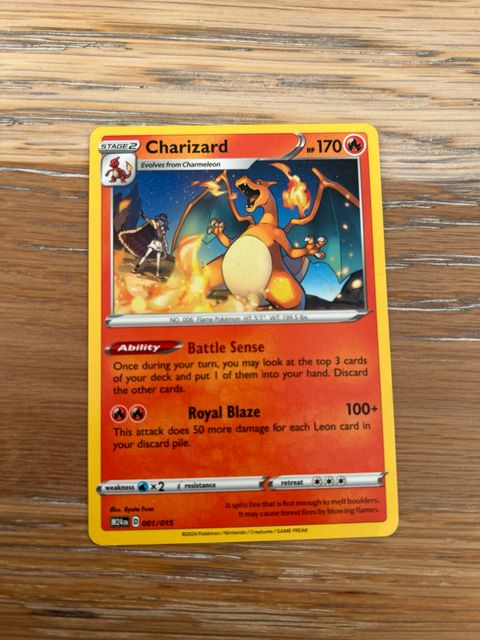 STAGE2 Charizard HP 170
Evolves from Charmeleon
NO. 006 Flame Pokémon HT: 5'7" WT: 199.5 lbs.
Ability Battle Sense
Once during your turn, you may look at the top 3 cards
of your deck and put 1 of them into your hand. Discard
the other cards.
Royal Blaze 100+
This attack does 50 more damage for each Leon card in
your discard pile.
weakness ×2 resistance retreat
Illus. Ryuta Fuse
It spits fire that is hot enough to melt boulders.
It may cause forest fires by blowing flames.
M24 EN D 001/015
©2024 Pokémon / Nintendo / Creatures / GAME FREAK